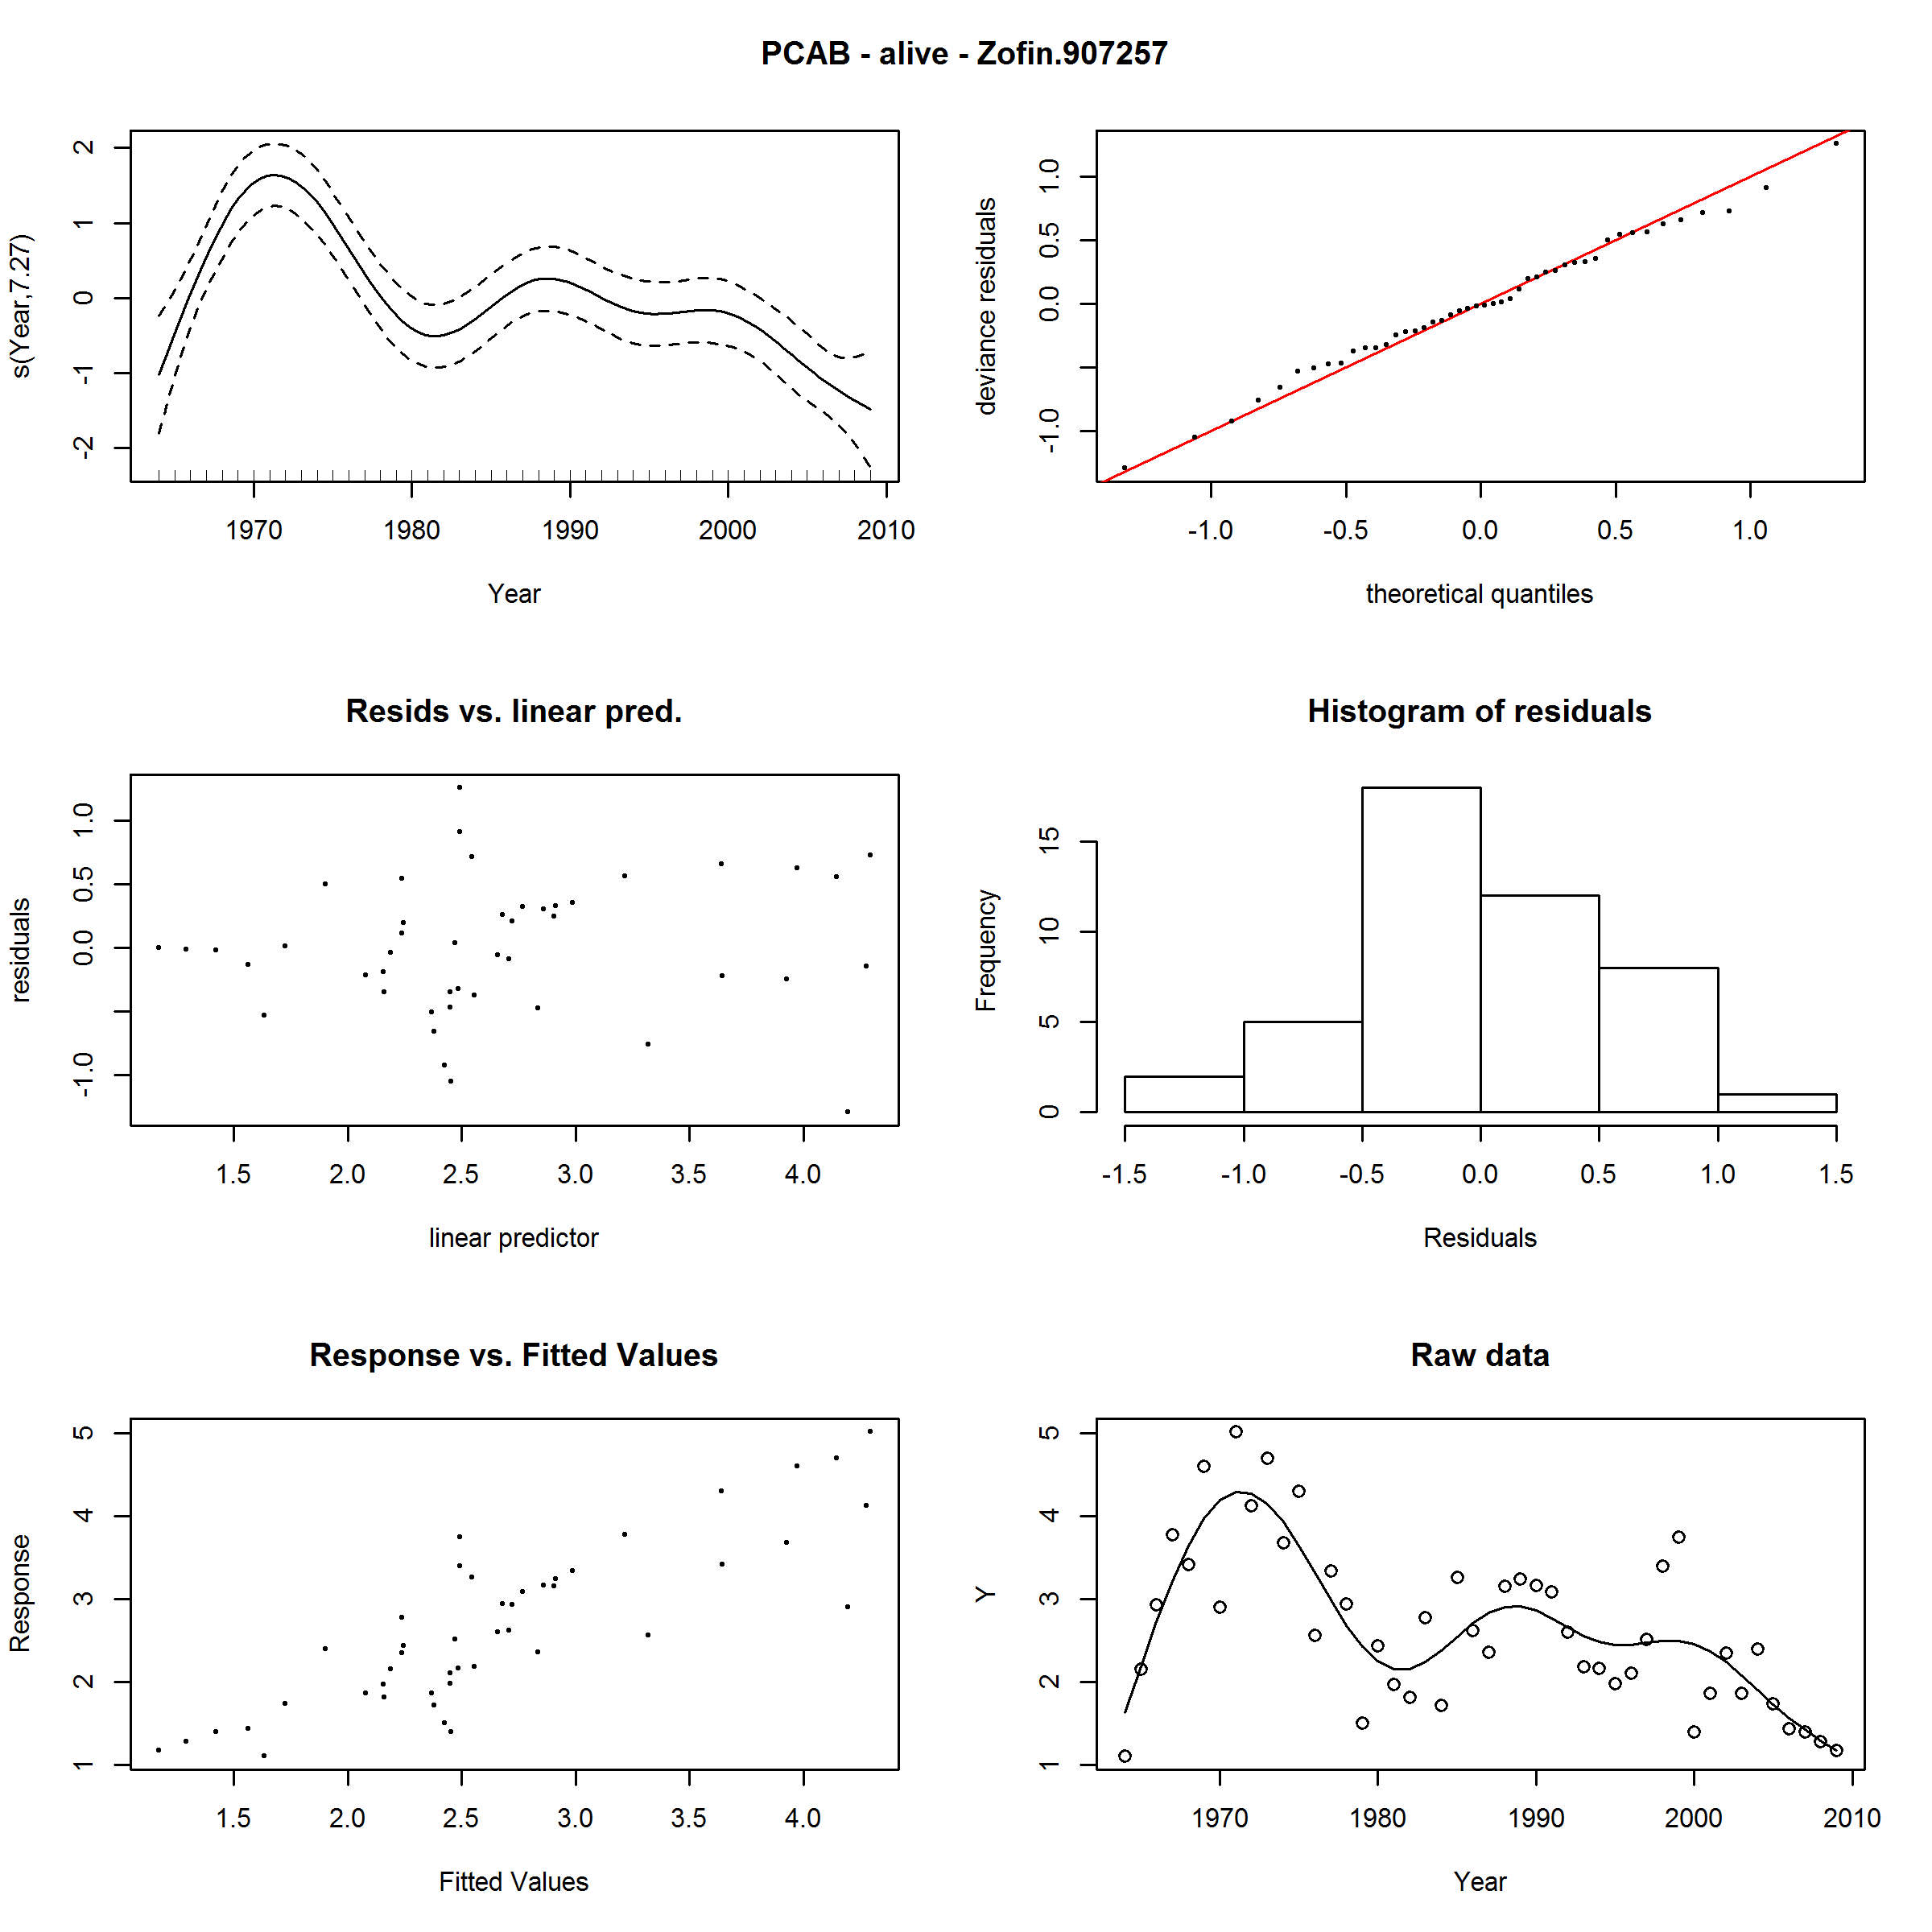 PCAB - alive - Zofin.907257
s(Year,7.27)
2
1
0
-1
-2
1970 1980 1990 2000 2010
Year
deviance residuals
1.0
0.5
0.0
-1.0
-1.0 -0.5 0.0 0.5 1.0
theoretical quantiles
Resids vs. linear pred.
residuals
1.0
0.5
0.0
-1.0
1.5 2.0 2.5 3.0 3.5 4.0
linear predictor
Histogram of residuals
Frequency
15
10
5
0
-1.5 -1.0 -0.5 0.0 0.5 1.0 1.5
Residuals
Response vs. Fitted Values
Response
5
4
3
2
1
1.5 2.0 2.5 3.0 3.5 4.0
Fitted Values
Raw data
Y
5
4
3
2
1
1970 1980 1990 2000 2010
Year